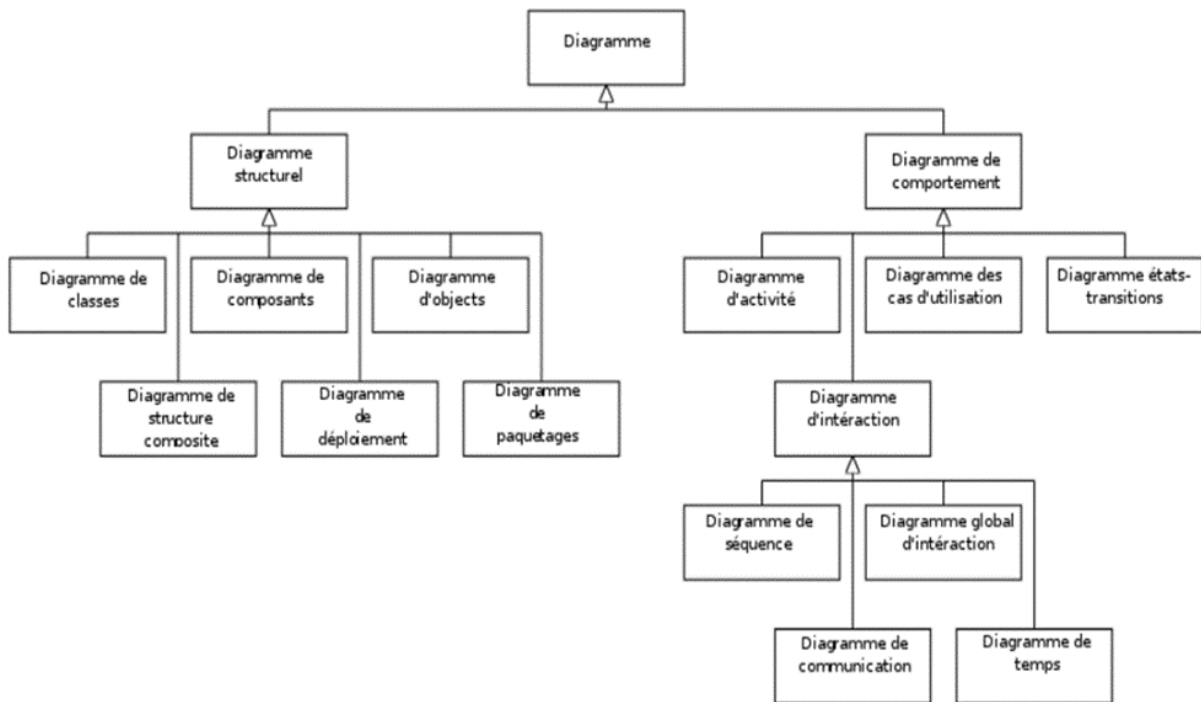 Diagramme
Diagramme
structurel
Diagramme de
comportement
Diagramme de
classes
Diagramme de
composants
Diagramme
d'objects
Diagramme
d'activité
Diagramme des
cas d'utilisation
Diagramme états-
transitions
Diagramme de
structure
composite
Diagramme
de
déploiement
Diagramme
de
paquetages
Diagramme
d'intéraction
Diagramme de
séquence
Diagramme global
d'intéraction
Diagramme de
communication
Diagramme de
temps